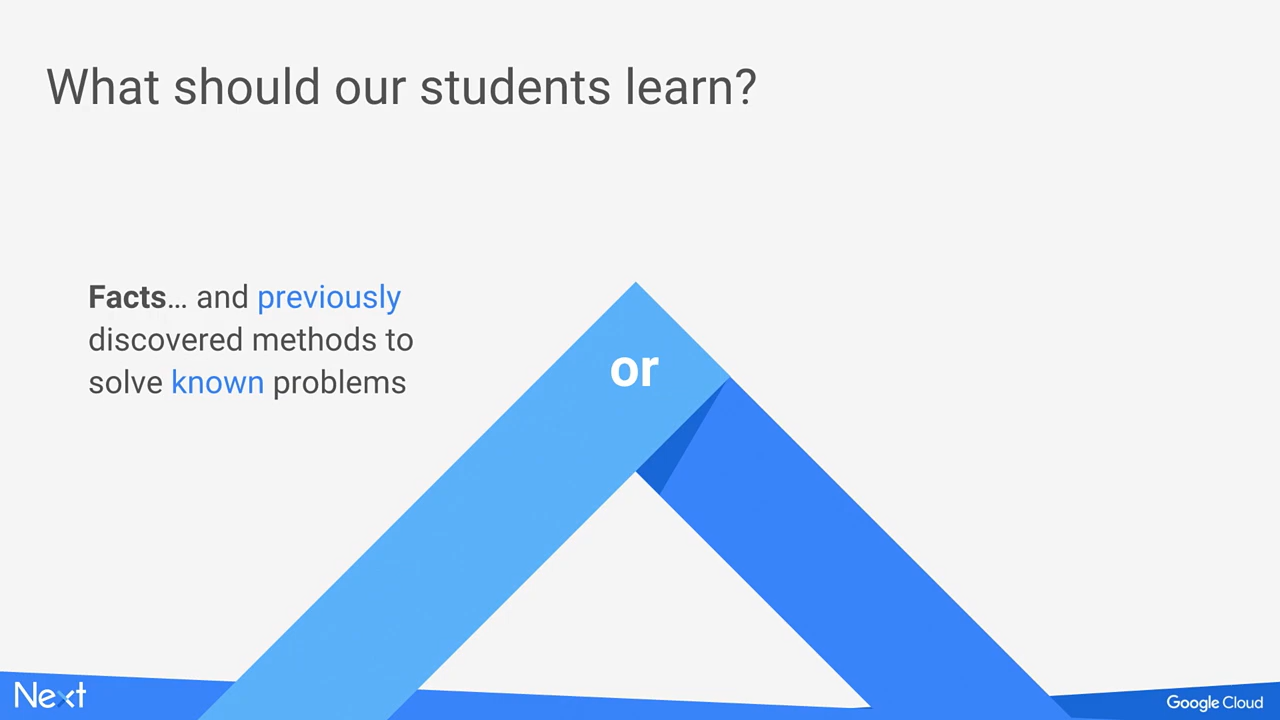 What should our students learn?
Facts... and previously
discovered methods to
solve known problems
or
Next
Google Cloud